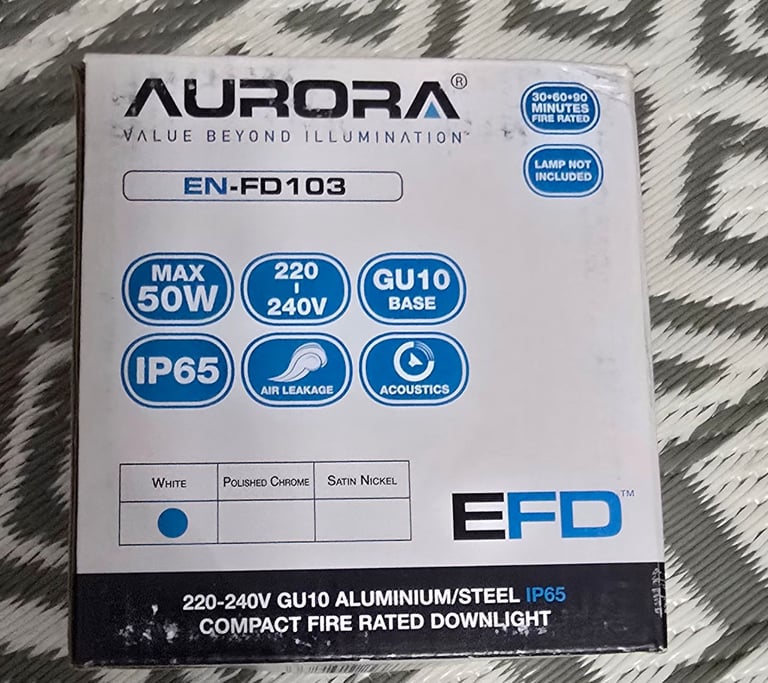 AURORA®
VALUE BEYOND ILLUMINATION™
EN-FD103
30•60•90
MINUTES
FIRE RATED
LAMP NOT
INCLUDED
MAX
50W
220
-
240V
GU10
BASE
IP65
AIR LEAKAGE
ACOUSTICS
WHITE
POLISHED CHROME
SATIN NICKEL
EFD™
220-240V GU10 ALUMINIUM/STEEL IP65
COMPACT FIRE RATED DOWNLIGHT